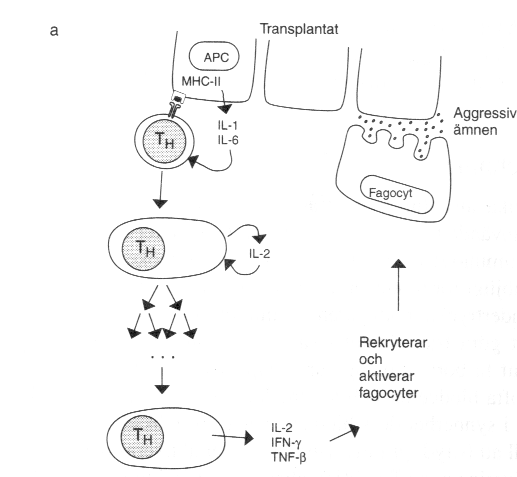 a
Transplantat
APC
MHC-II
IL-1
IL-6
TH
Aggressiv
ämnen
Fagocyt
TH
IL-2
. . .
Rekryterar
och
aktiverar
fagocyter
TH
IL-2
IFN-γ
TNF-β